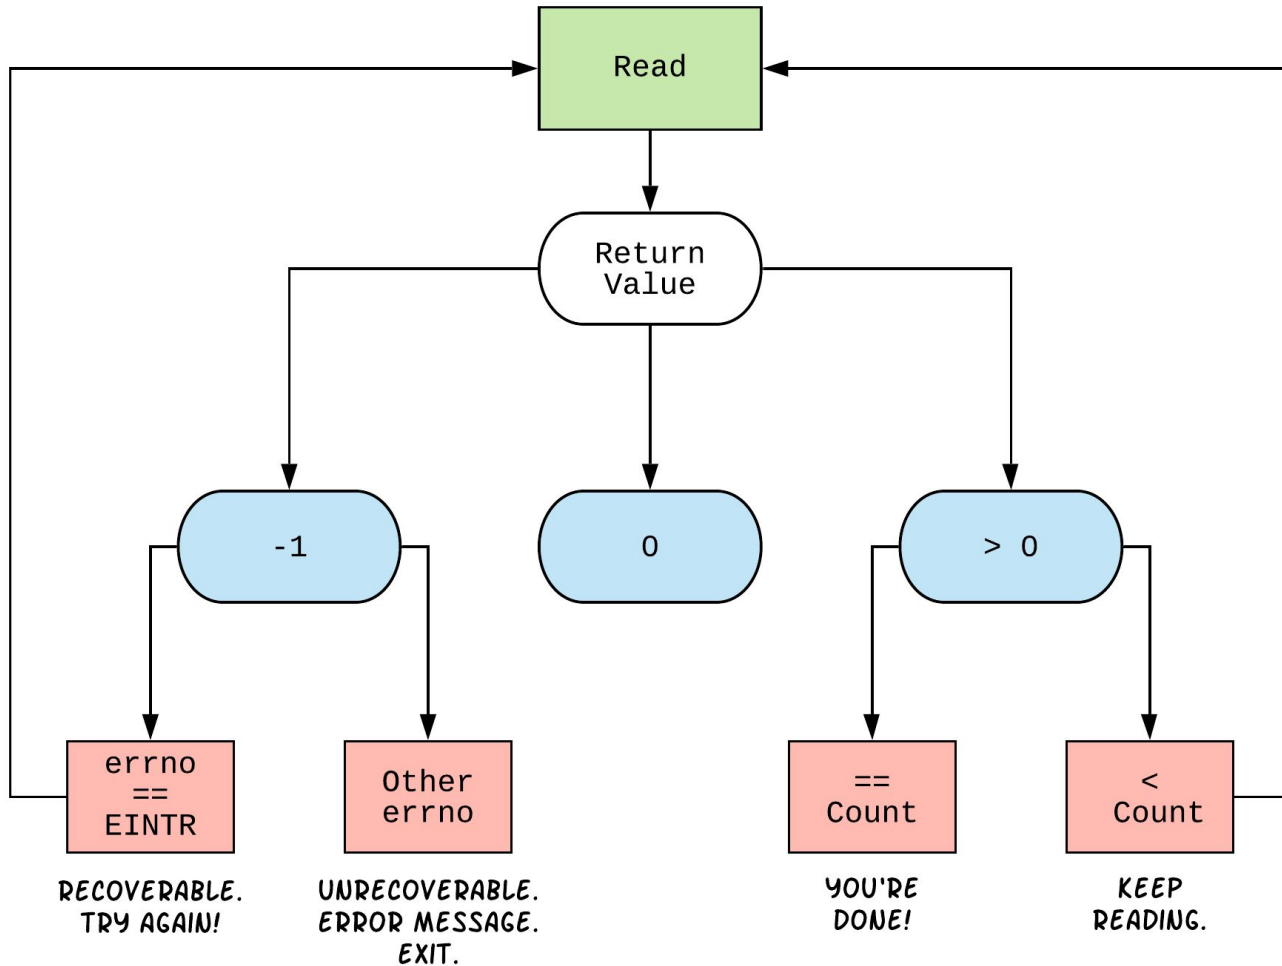 Read
Return
Value
-1
0
> 0
errno
==
EINTR
Other
errno
==
Count
<
Count
RECOVERABLE.
TRY AGAIN!
UNRECOVERABLE.
ERROR MESSAGE.
EXIT.
YOU'RE
DONE!
KEEP
READING.